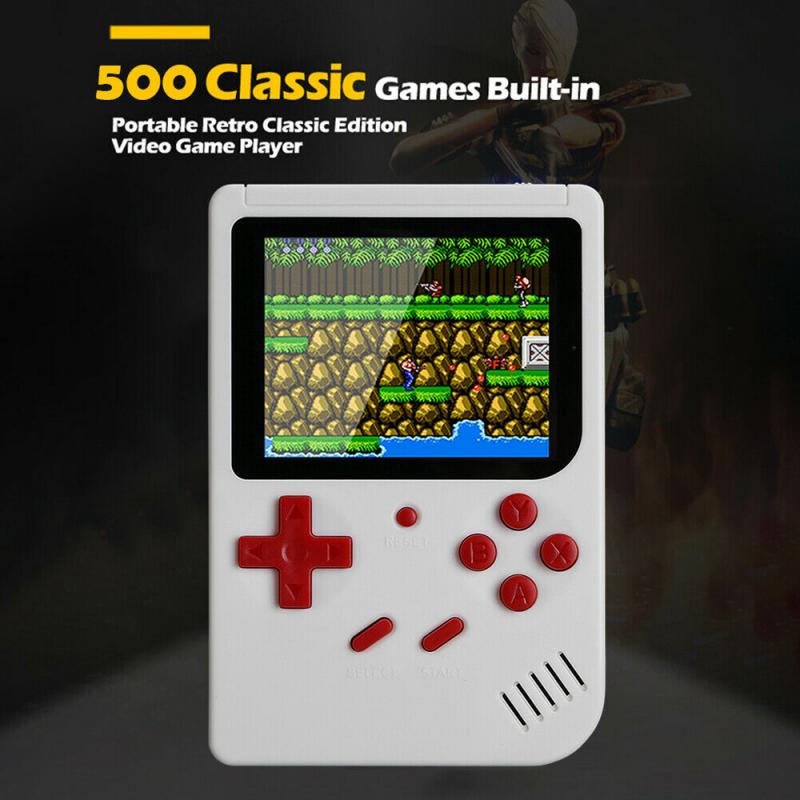 500 Classic Games Built-in
Portable Retro Classic Edition
Video Game Player
RESET
Y
B
X
A
SELECT
START